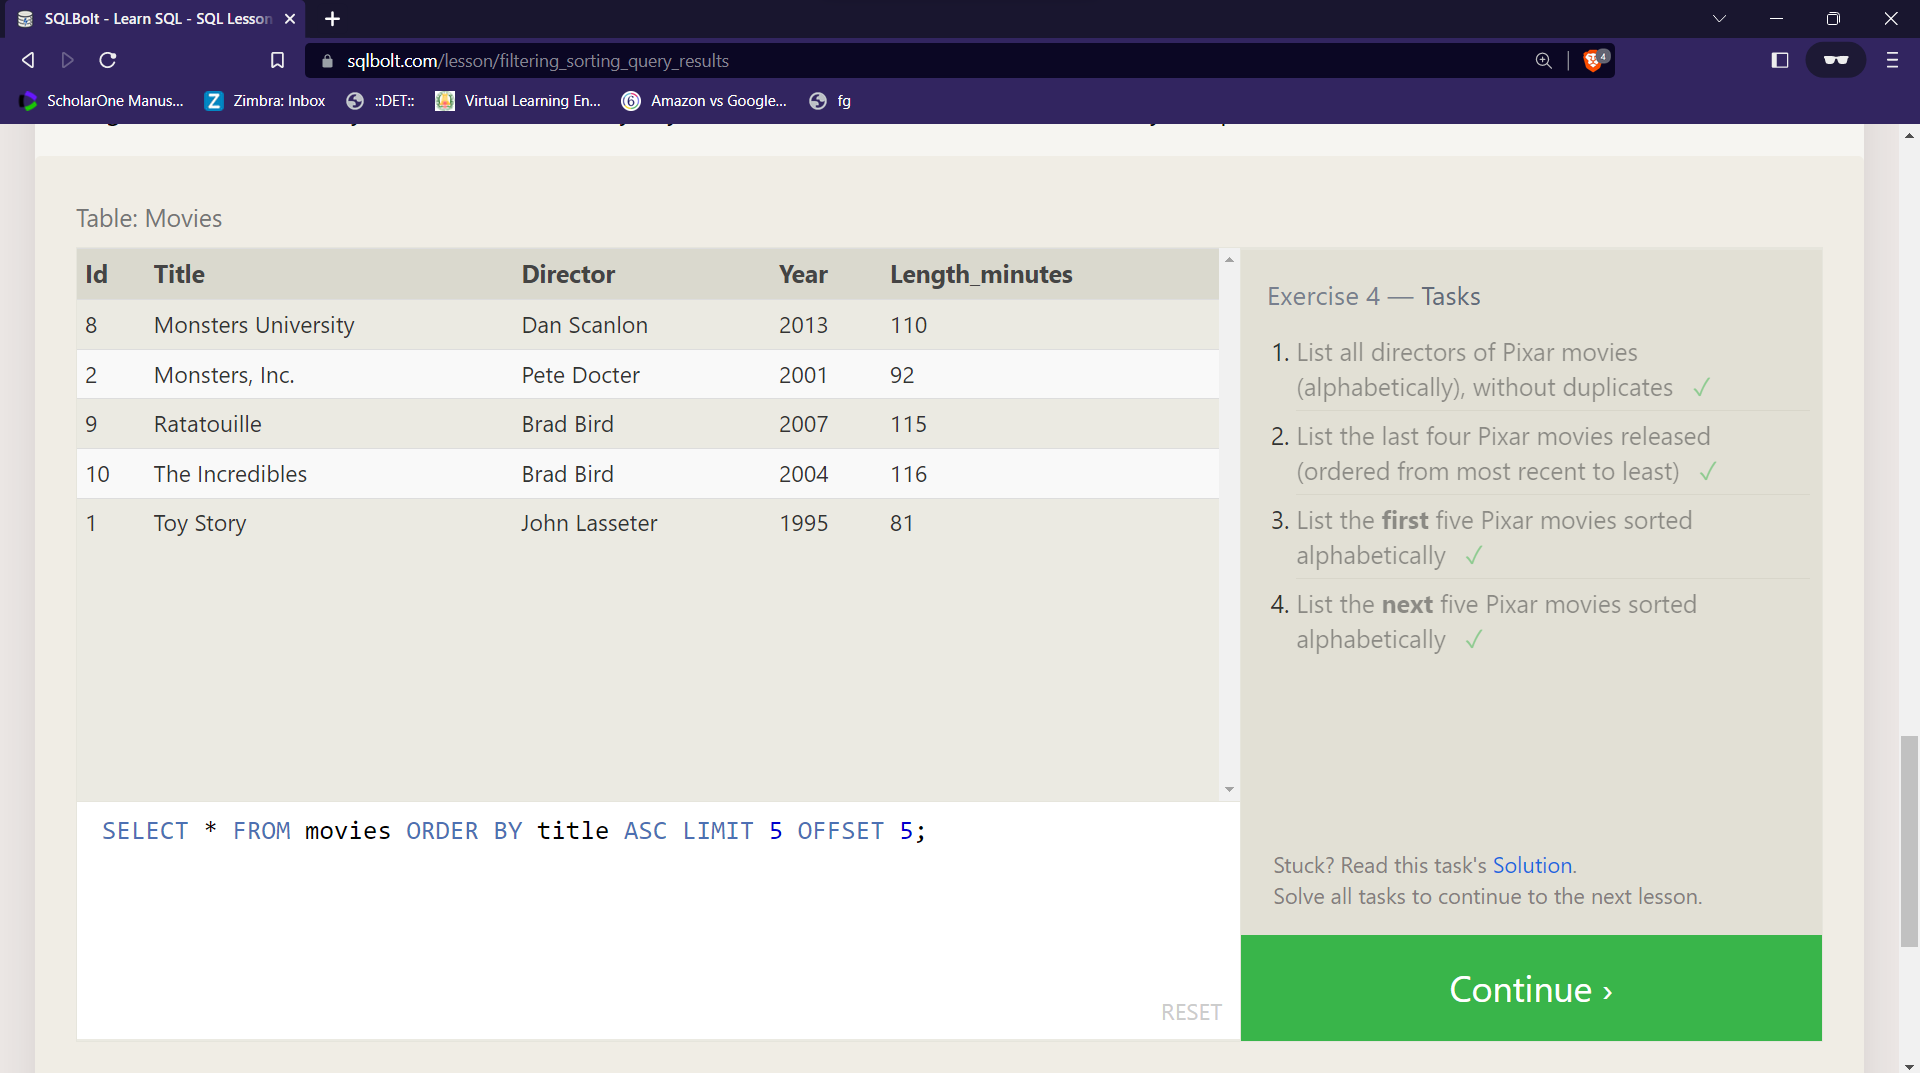 SQLBolt - Learn SQL - SQL Lesson
sqlbolt.com/lesson/filtering_sorting_query_results
4
ScholarOne Manus... Zimbra: Inbox ::DET:: Virtual Learning En... Amazon vs Google... fg
Table: Movies
Id Title Director Year Length_minutes
8 Monsters University Dan Scanlon 2013 110
2 Monsters, Inc. Pete Docter 2001 92
9 Ratatouille Brad Bird 2007 115
10 The Incredibles Brad Bird 2004 116
1 Toy Story John Lasseter 1995 81
SELECT * FROM movies ORDER BY title ASC LIMIT 5 OFFSET 5;
RESET
Exercise 4 — Tasks
1. List all directors of Pixar movies
(alphabetically), without duplicates ✓
2. List the last four Pixar movies released
(ordered from most recent to least) ✓
3. List the first five Pixar movies sorted
alphabetically ✓
4. List the next five Pixar movies sorted
alphabetically ✓
Stuck? Read this task's Solution.
Solve all tasks to continue to the next lesson.
Continue ›